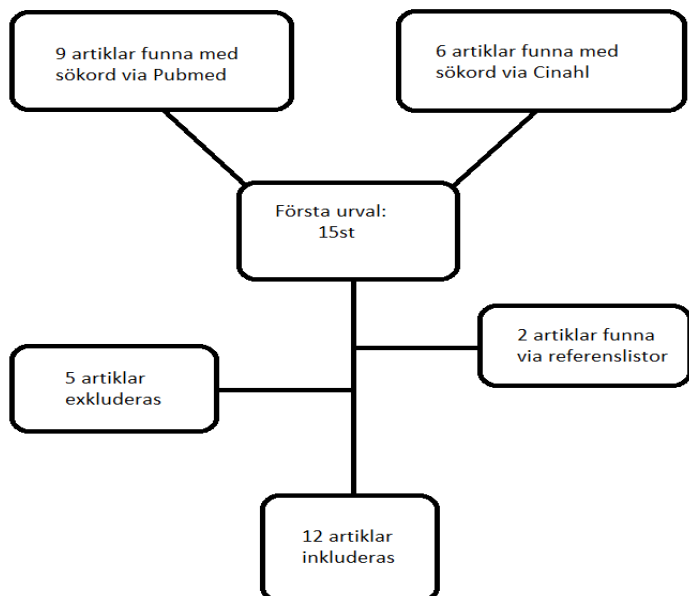 9 artiklar funna med
sökord via Pubmed
6 artiklar funna med
sökord via Cinahl
Första urval:
15st
2 artiklar funna
via referenslistor
5 artiklar
exkluderas
12 artiklar
inkluderas